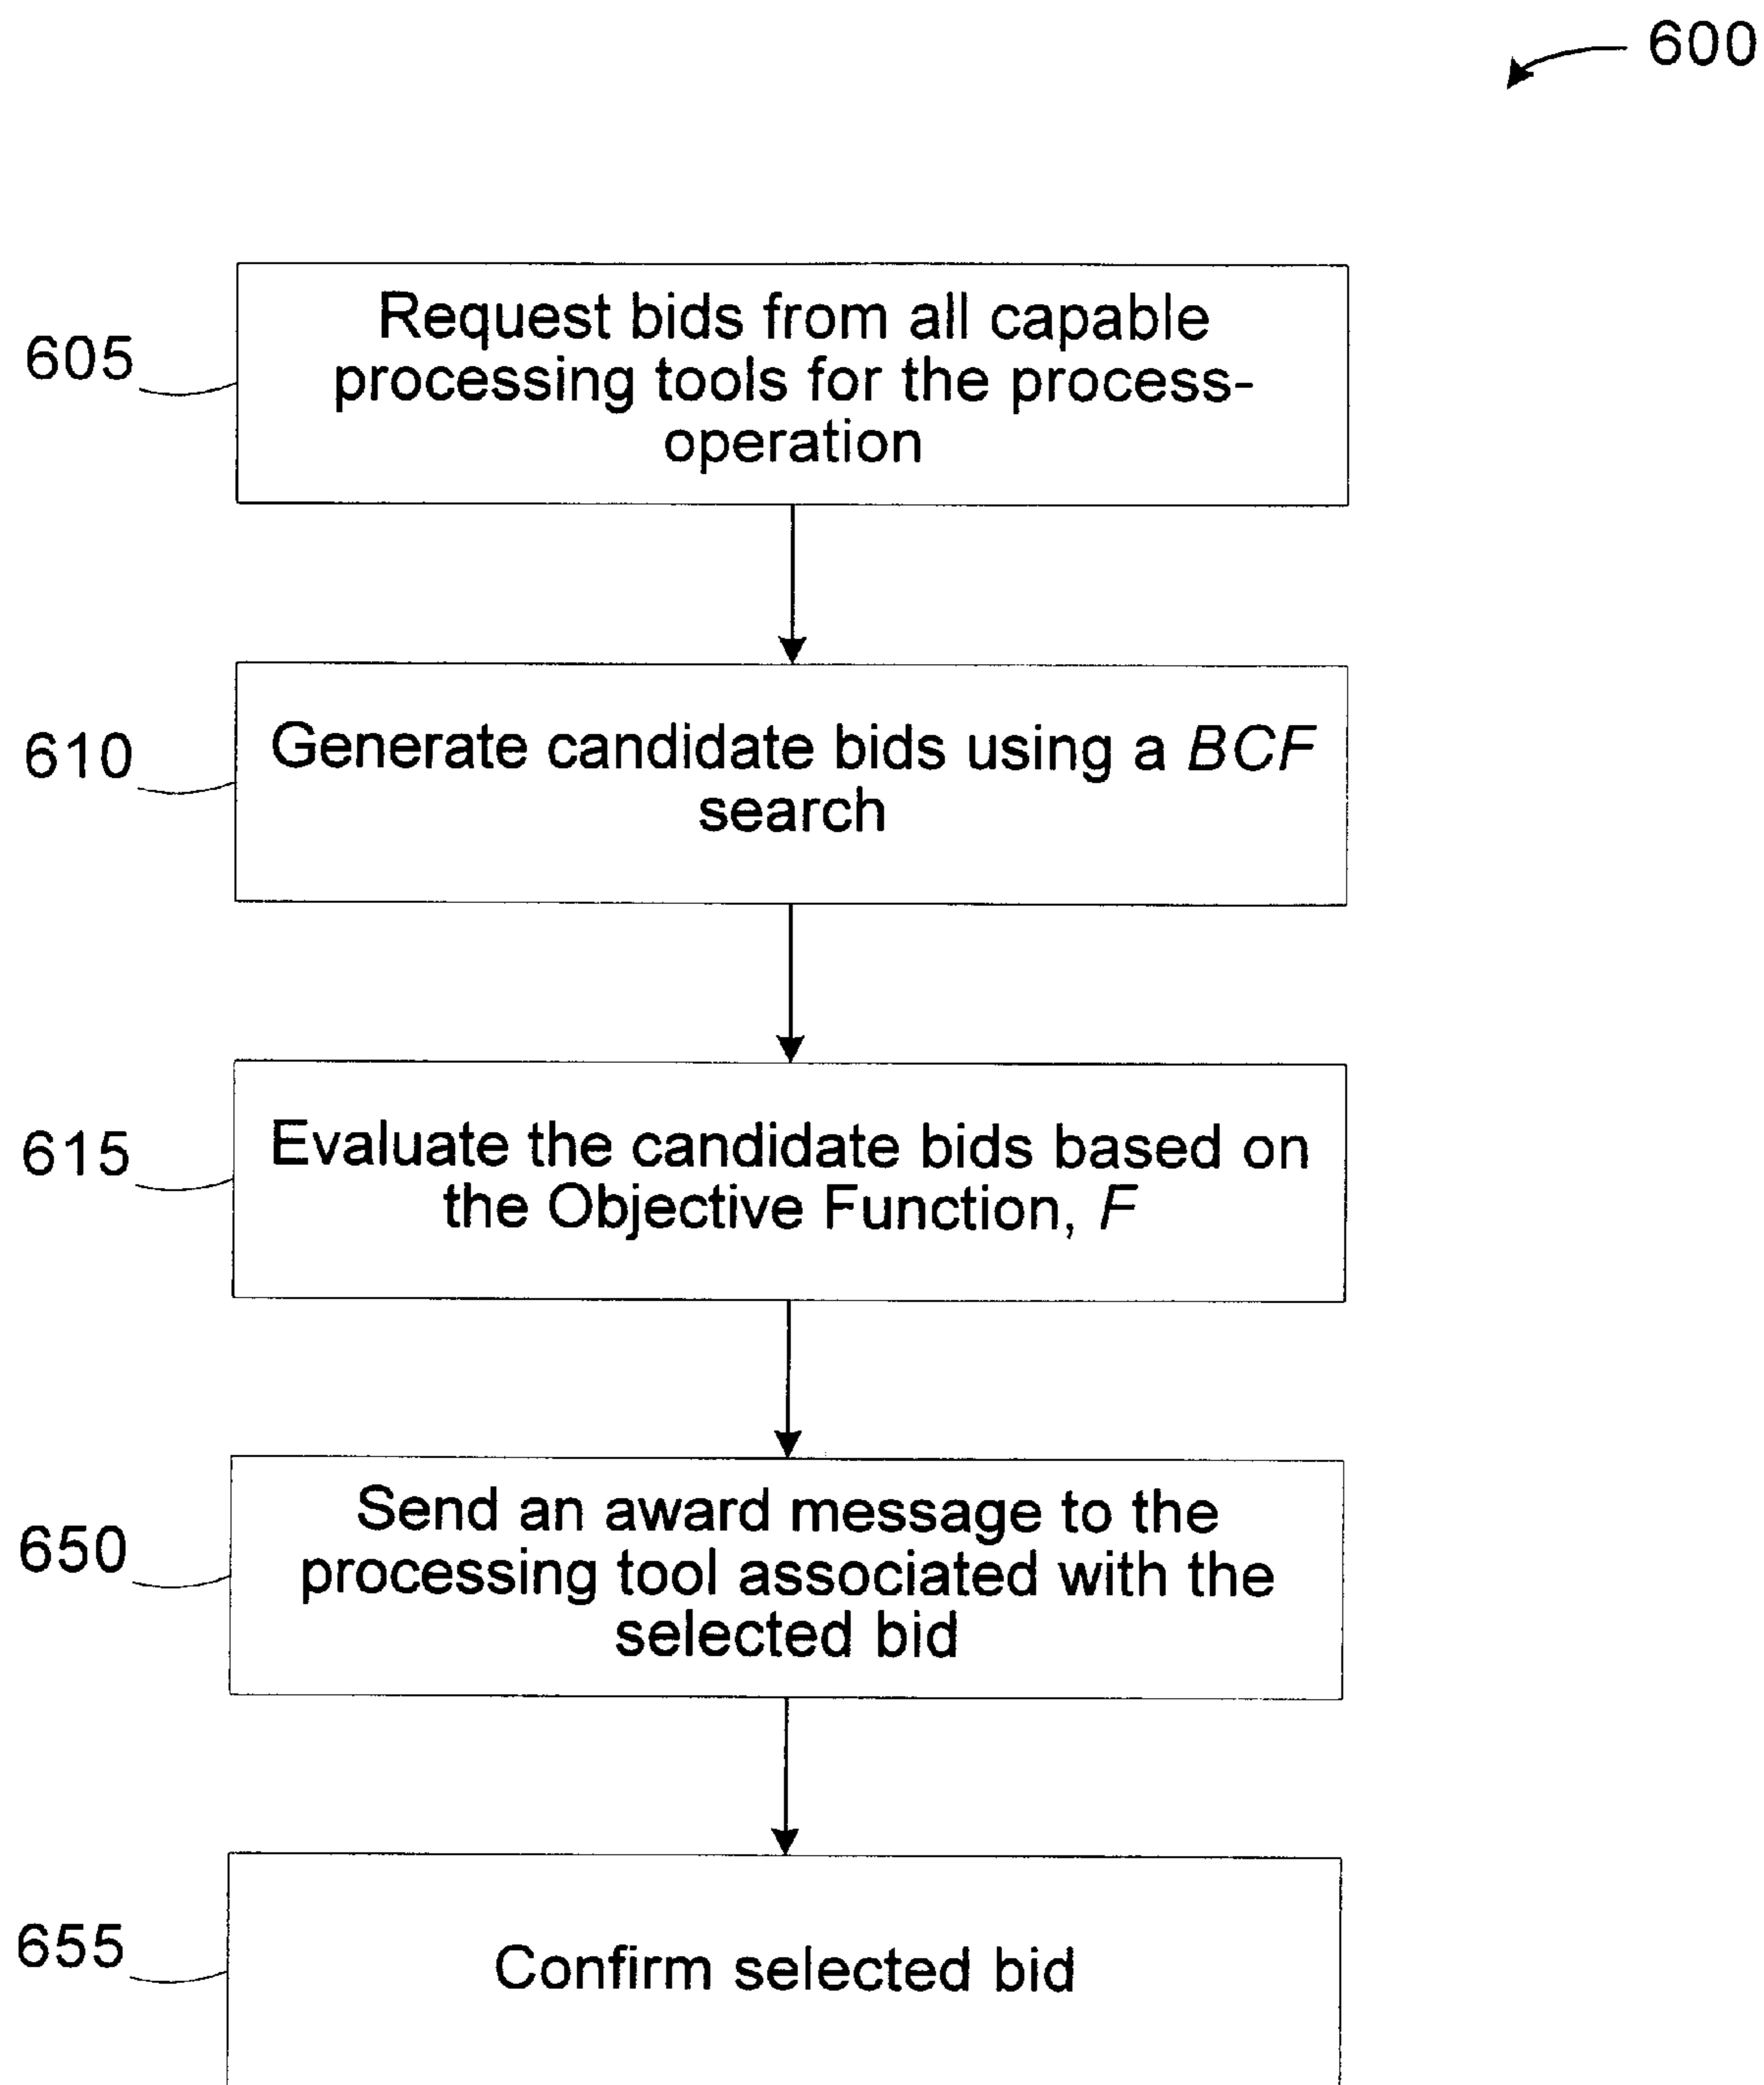 600
605
Request bids from all capable
processing tools for the process-
operation
610
Generate candidate bids using a BCF
search
615
Evaluate the candidate bids based on
the Objective Function, F
650
Send an award message to the
processing tool associated with the
selected bid
655
Confirm selected bid